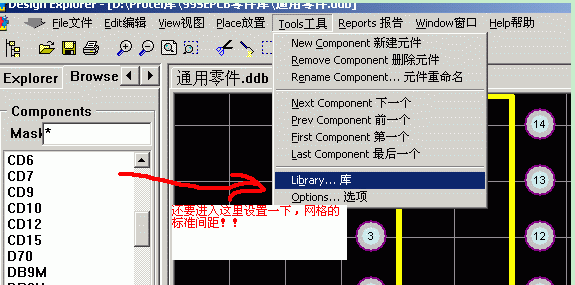 Design Explorer - [D:\Protel库\99SEPCB零件库\通用零件.ddb]
File文件 Edit编辑 View视图 Place放置 Tools工具 Reports 报告 Window窗口 Help帮助
New Component 新建元件
Remove Component 删除元件
Rename Component... 元件重命名
Next Component 下一个
Prev Component 前一个
First Component 第一个
Last Component 最后一个
Library... 库
Options... 选项
Explorer Browse
通用零件.ddb
Components
Mask *
CD6
CD7
CD9
CD10
CD12
CD15
D70
DB9M
还要进入这里设置一下，网格的
标准间距！！
14
13
3
12